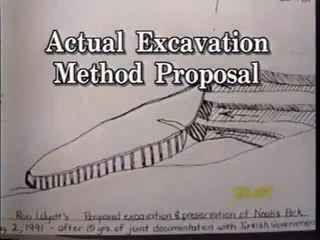 Actual Excavation
Method Proposal
Ron Wyatt's Proposed excavation & preservation of Noah's Ark
2, 1991 - after 15 yrs. of joint documentation with Turkish Government